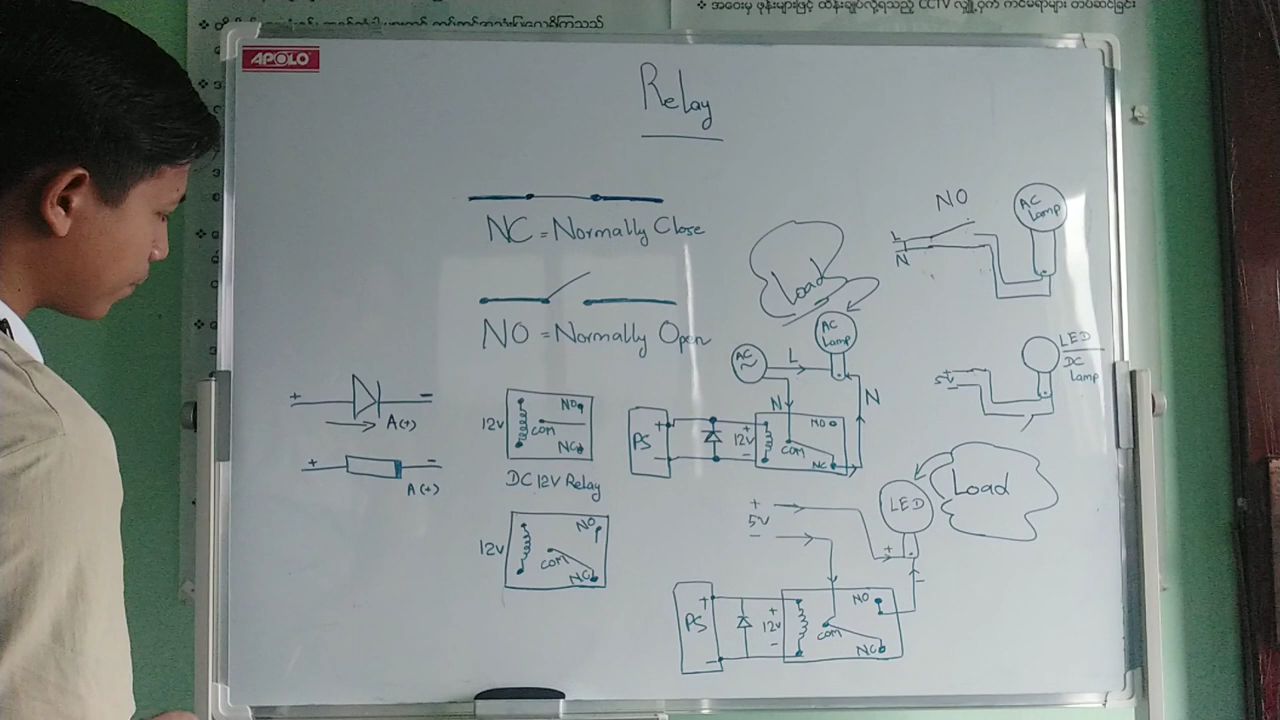 APOLO
Relay
NC = Normally Close
NO = Normally Open
+ −
A(+)
+ −
A(+)
12v
NO
com
NC
DC 12V Relay
12v
NO
com
NC
Load
AC
Lamp
AC
~
L
N
N
PS
+
−
+
12v
−
NO
com
NC
NO
AC
Lamp
L
N
LED
DC
Lamp
5v
+
−
Load
LED
+
5V
−
+
−
PS
+
−
+
12v
−
NO
com
NC